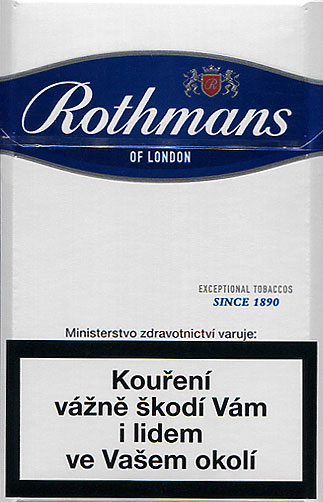 R
Rothmans
OF LONDON
EXCEPTIONAL TOBACCOS
SINCE 1890
Ministerstvo zdravotnictví varuje:
Kouření
vážně škodí Vám
i lidem
ve Vašem okolí